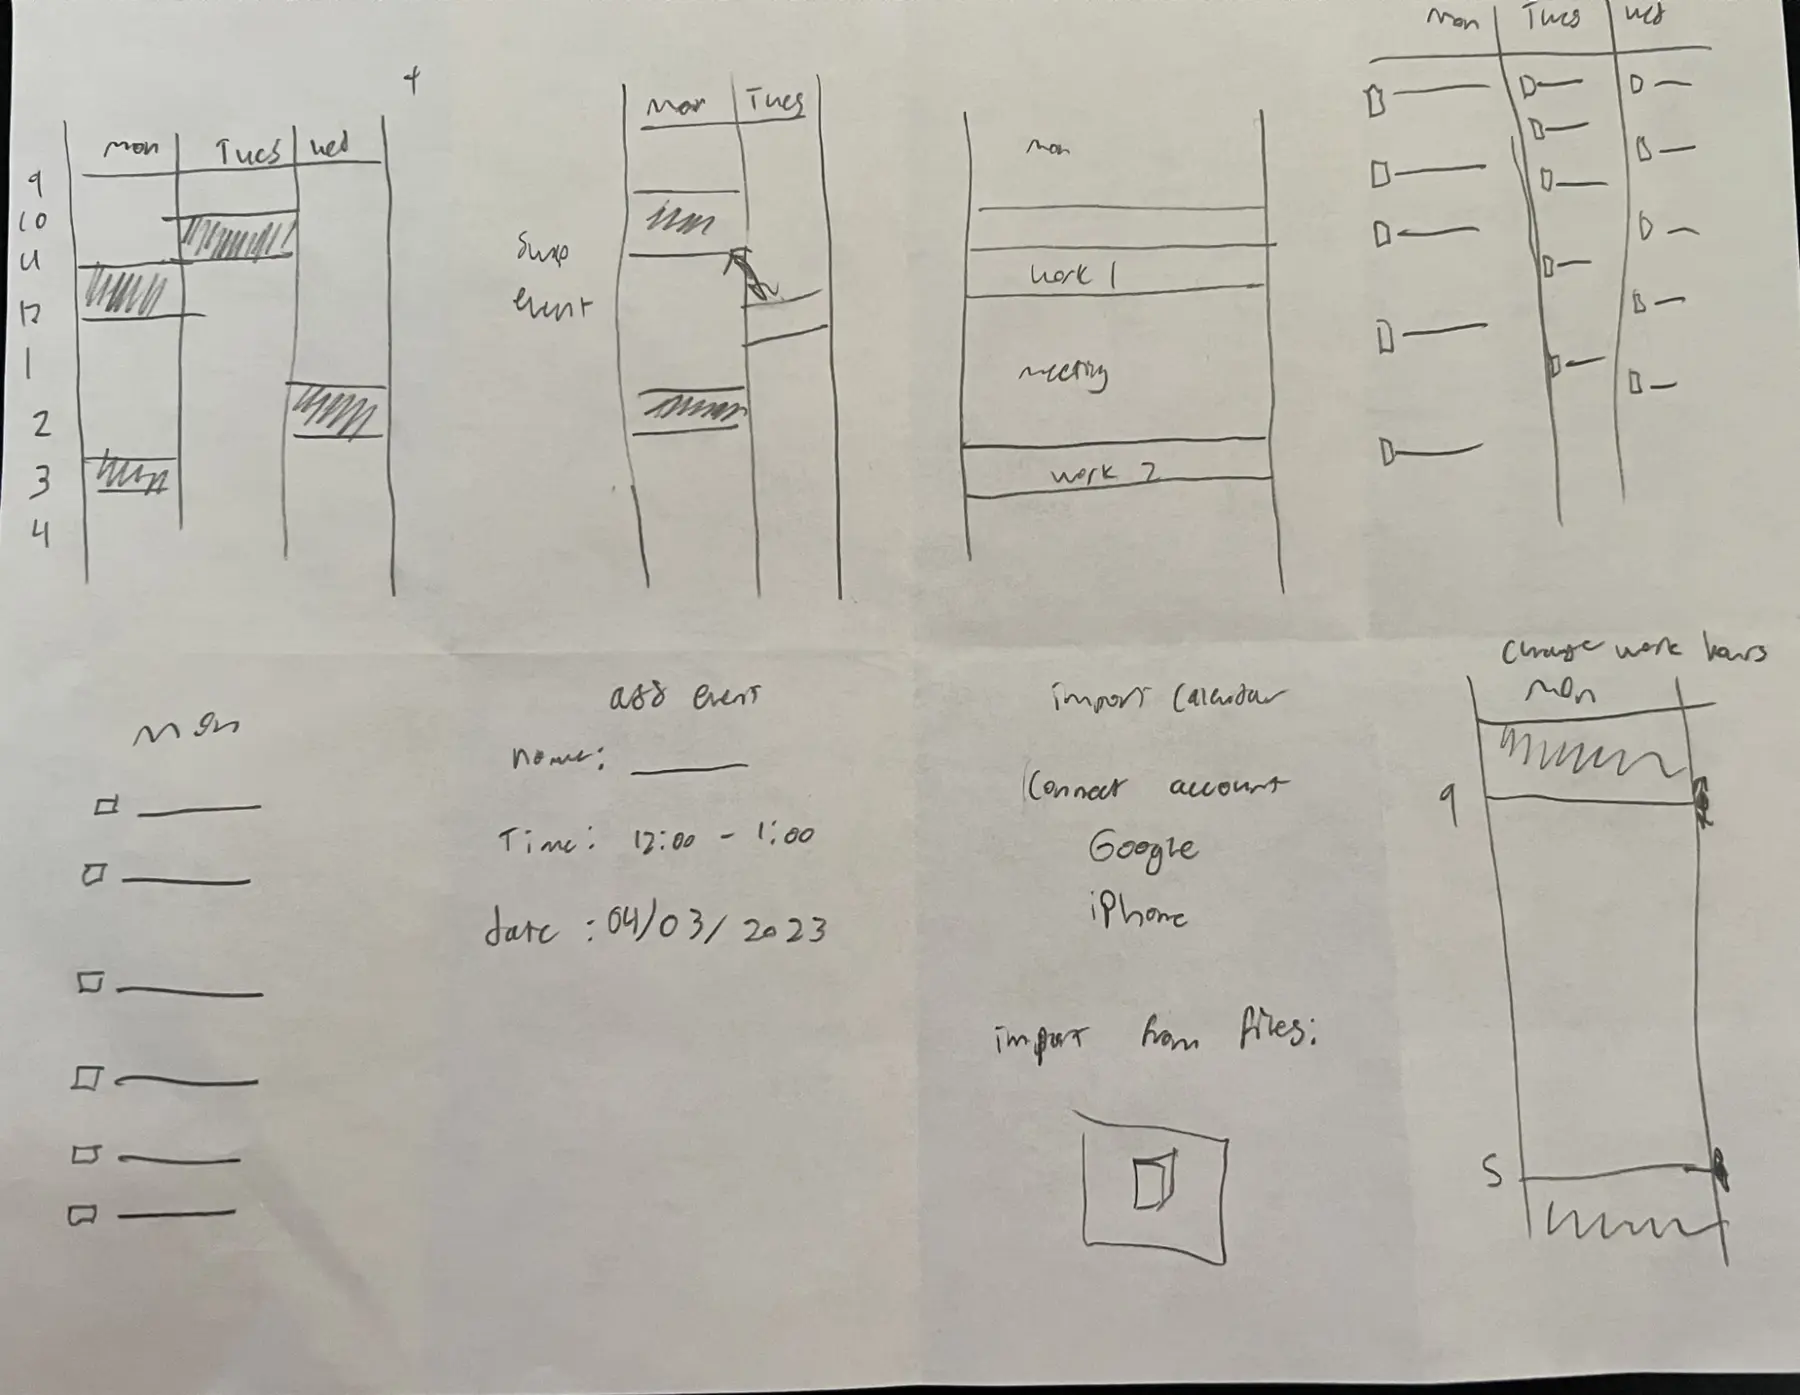 +
Mon Tues wed
9
10
11
12
1
2
3
4
Mon Tues
Swap
event
Mon
work 1
meeting
work 2
Mon Tues wed
Mon
add event
name:
Time: 12:00 - 1:00
date : 04/03/2023
import Calendar
Connect account
Google
iPhone
import from files:
Change work hours
Mon
9
5